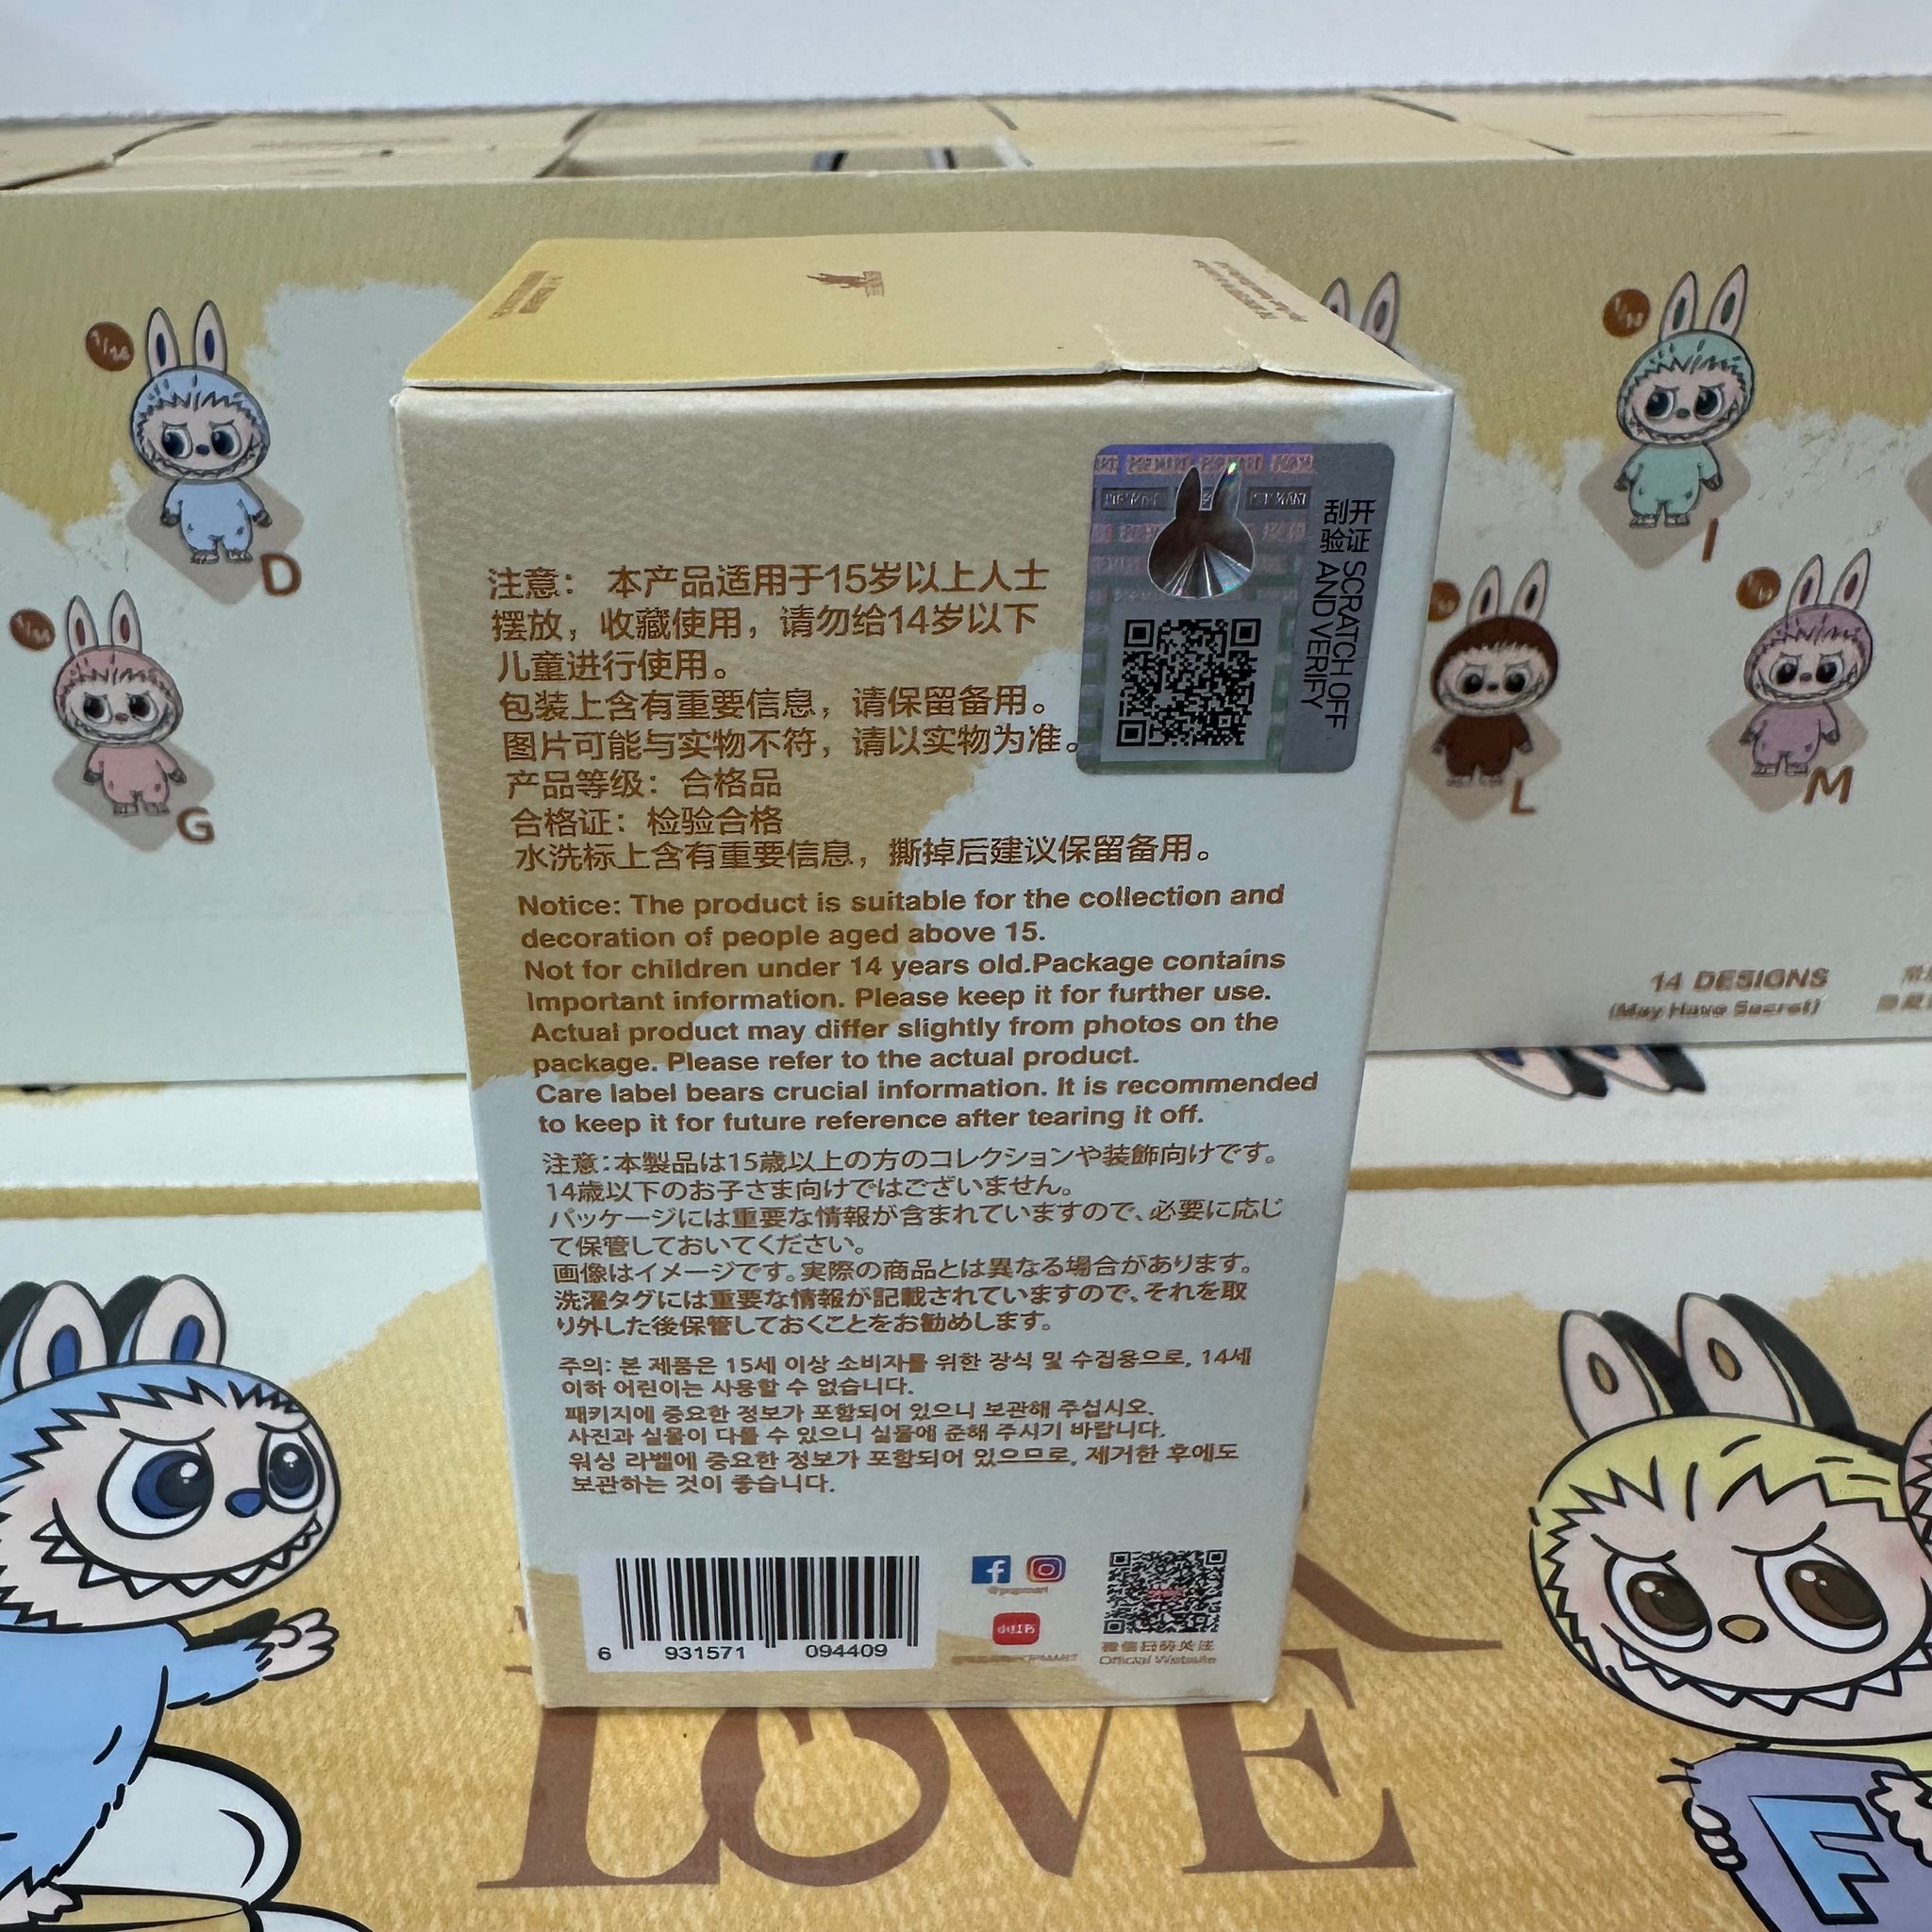 D
G
I
L
M
14 DESIGNS
(May Have Secret)
刮开
验证
SCRATCH OFF
AND VERIFY
注意： 本产品适用于15岁以上人士
摆放，收藏使用，请勿给14岁以下
儿童进行使用。
包装上含有重要信息，请保留备用。
图片可能与实物不符，请以实物为准。
产品等级：合格品
合格证：检验合格
水洗标上含有重要信息，撕掉后建议保留备用。
Notice: The product is suitable for the collection and
decoration of people aged above 15.
Not for children under 14 years old.Package contains
important information. Please keep it for further use.
Actual product may differ slightly from photos on the
package. Please refer to the actual product.
Care label bears crucial information. It is recommended
to keep it for future reference after tearing it off.
注意：本製品は15歳以上の方のコレクションや装飾向けです。
14歳以下のお子さま向けではございません。
パッケージには重要な情報が含まれていますので、必要に応じ
て保管しておいてください。
画像はイメージです。実際の商品とは異なる場合があります。
洗濯タグには重要な情報が記載されていますので、それを取
り外した後保管しておくことをお勧めします。
주의: 본 제품은 15세 이상 소비자를 위한 장식 및 수집용으로, 14세
이하 어린이는 사용할 수 없습니다.
패키지에 중요한 정보가 포함되어 있으니 보관해 주십시오.
사진과 실물이 다를 수 있으니 실물에 준해 주시기 바랍니다.
워싱 라벨에 중요한 정보가 포함되어 있으므로, 제거한 후에도
보관하는 것이 좋습니다.
6 931571 094409
@popmart
小红书
微信扫码关注
Official Website
LOVE
F